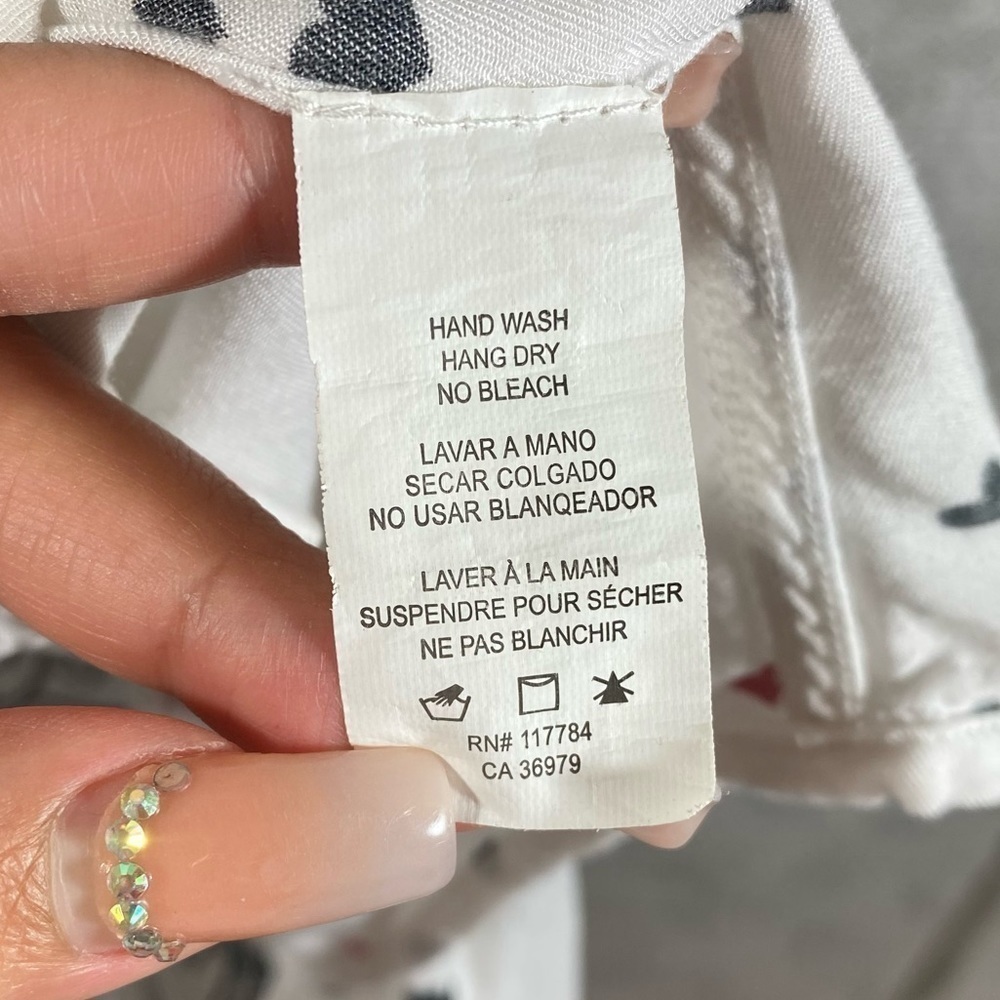 HAND WASH
HANG DRY
NO BLEACH
LAVAR A MANO
SECAR COLGADO
NO USAR BLANQEADOR
LAVER À LA MAIN
SUSPENDRE POUR SÉCHER
NE PAS BLANCHIR
RN# 117784
CA 36979